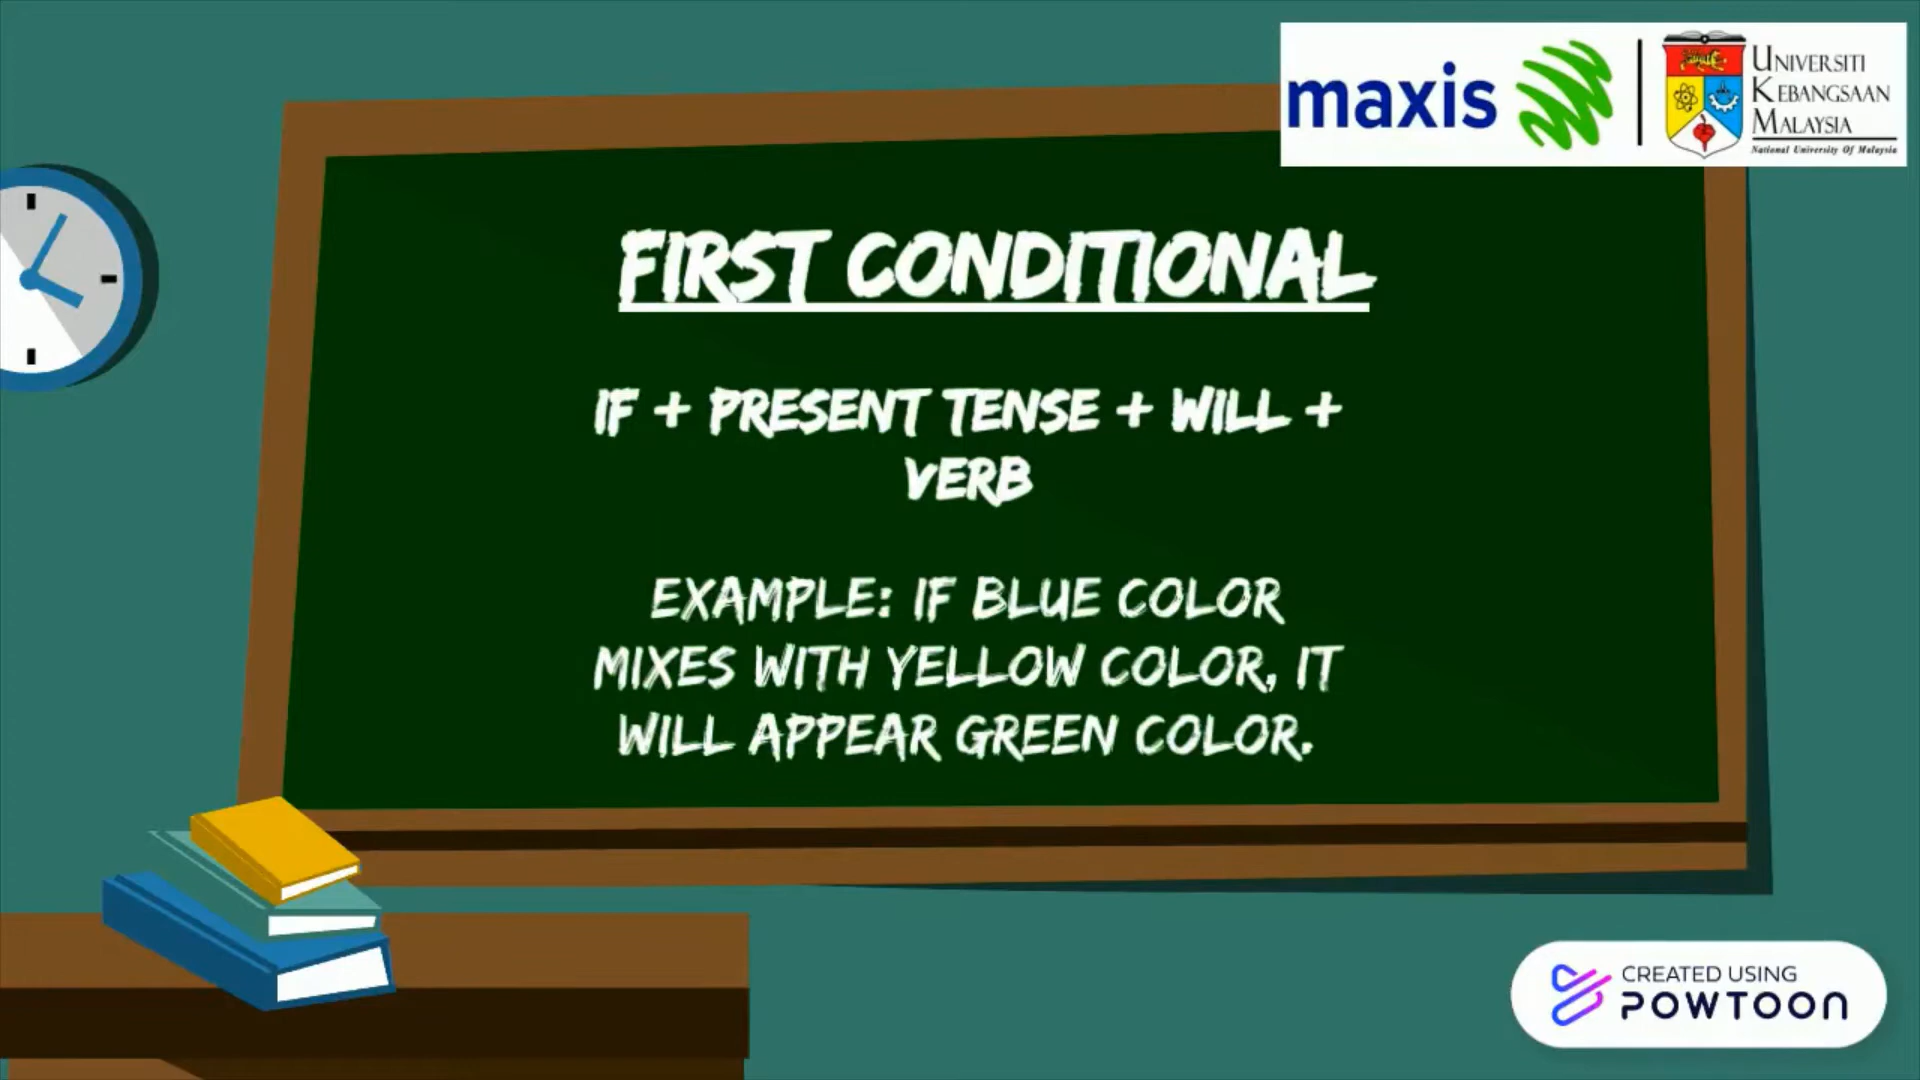 maxis
UNIVERSITI
KEBANGSAAN
MALAYSIA
National University Of Malaysia
FIRST CONDITIONAL
IF + PRESENT TENSE + WILL +
VERB
EXAMPLE: IF BLUE COLOR
MIXES WITH YELLOW COLOR, IT
WILL APPEAR GREEN COLOR.
CREATED USING
POWTOON